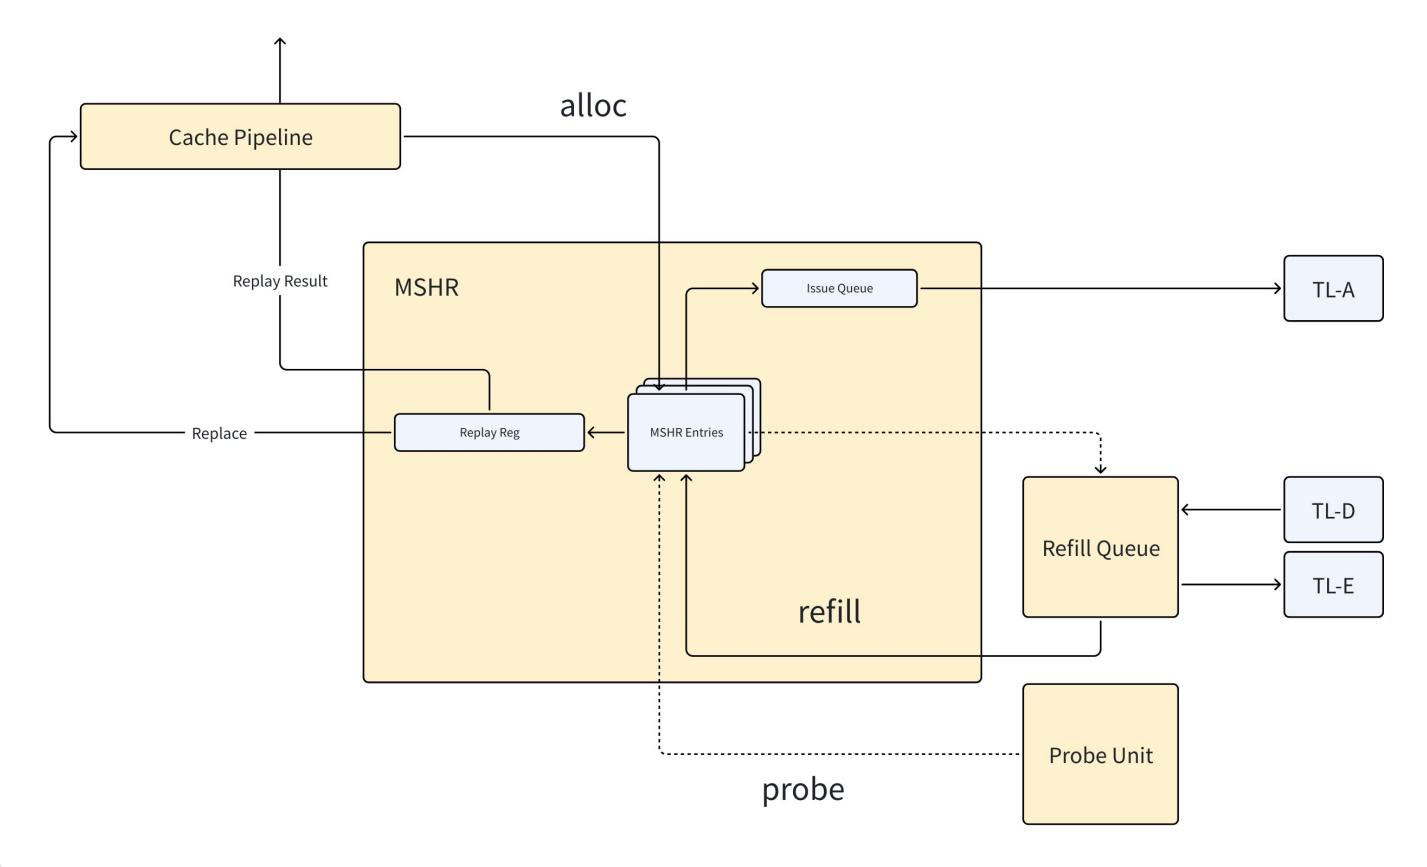 alloc
Cache Pipeline
Replay Result
MSHR
Issue Queue
TL-A
Replace
Replay Reg
MSHR Entries
TL-D
Refill Queue
TL-E
refill
Probe Unit
probe